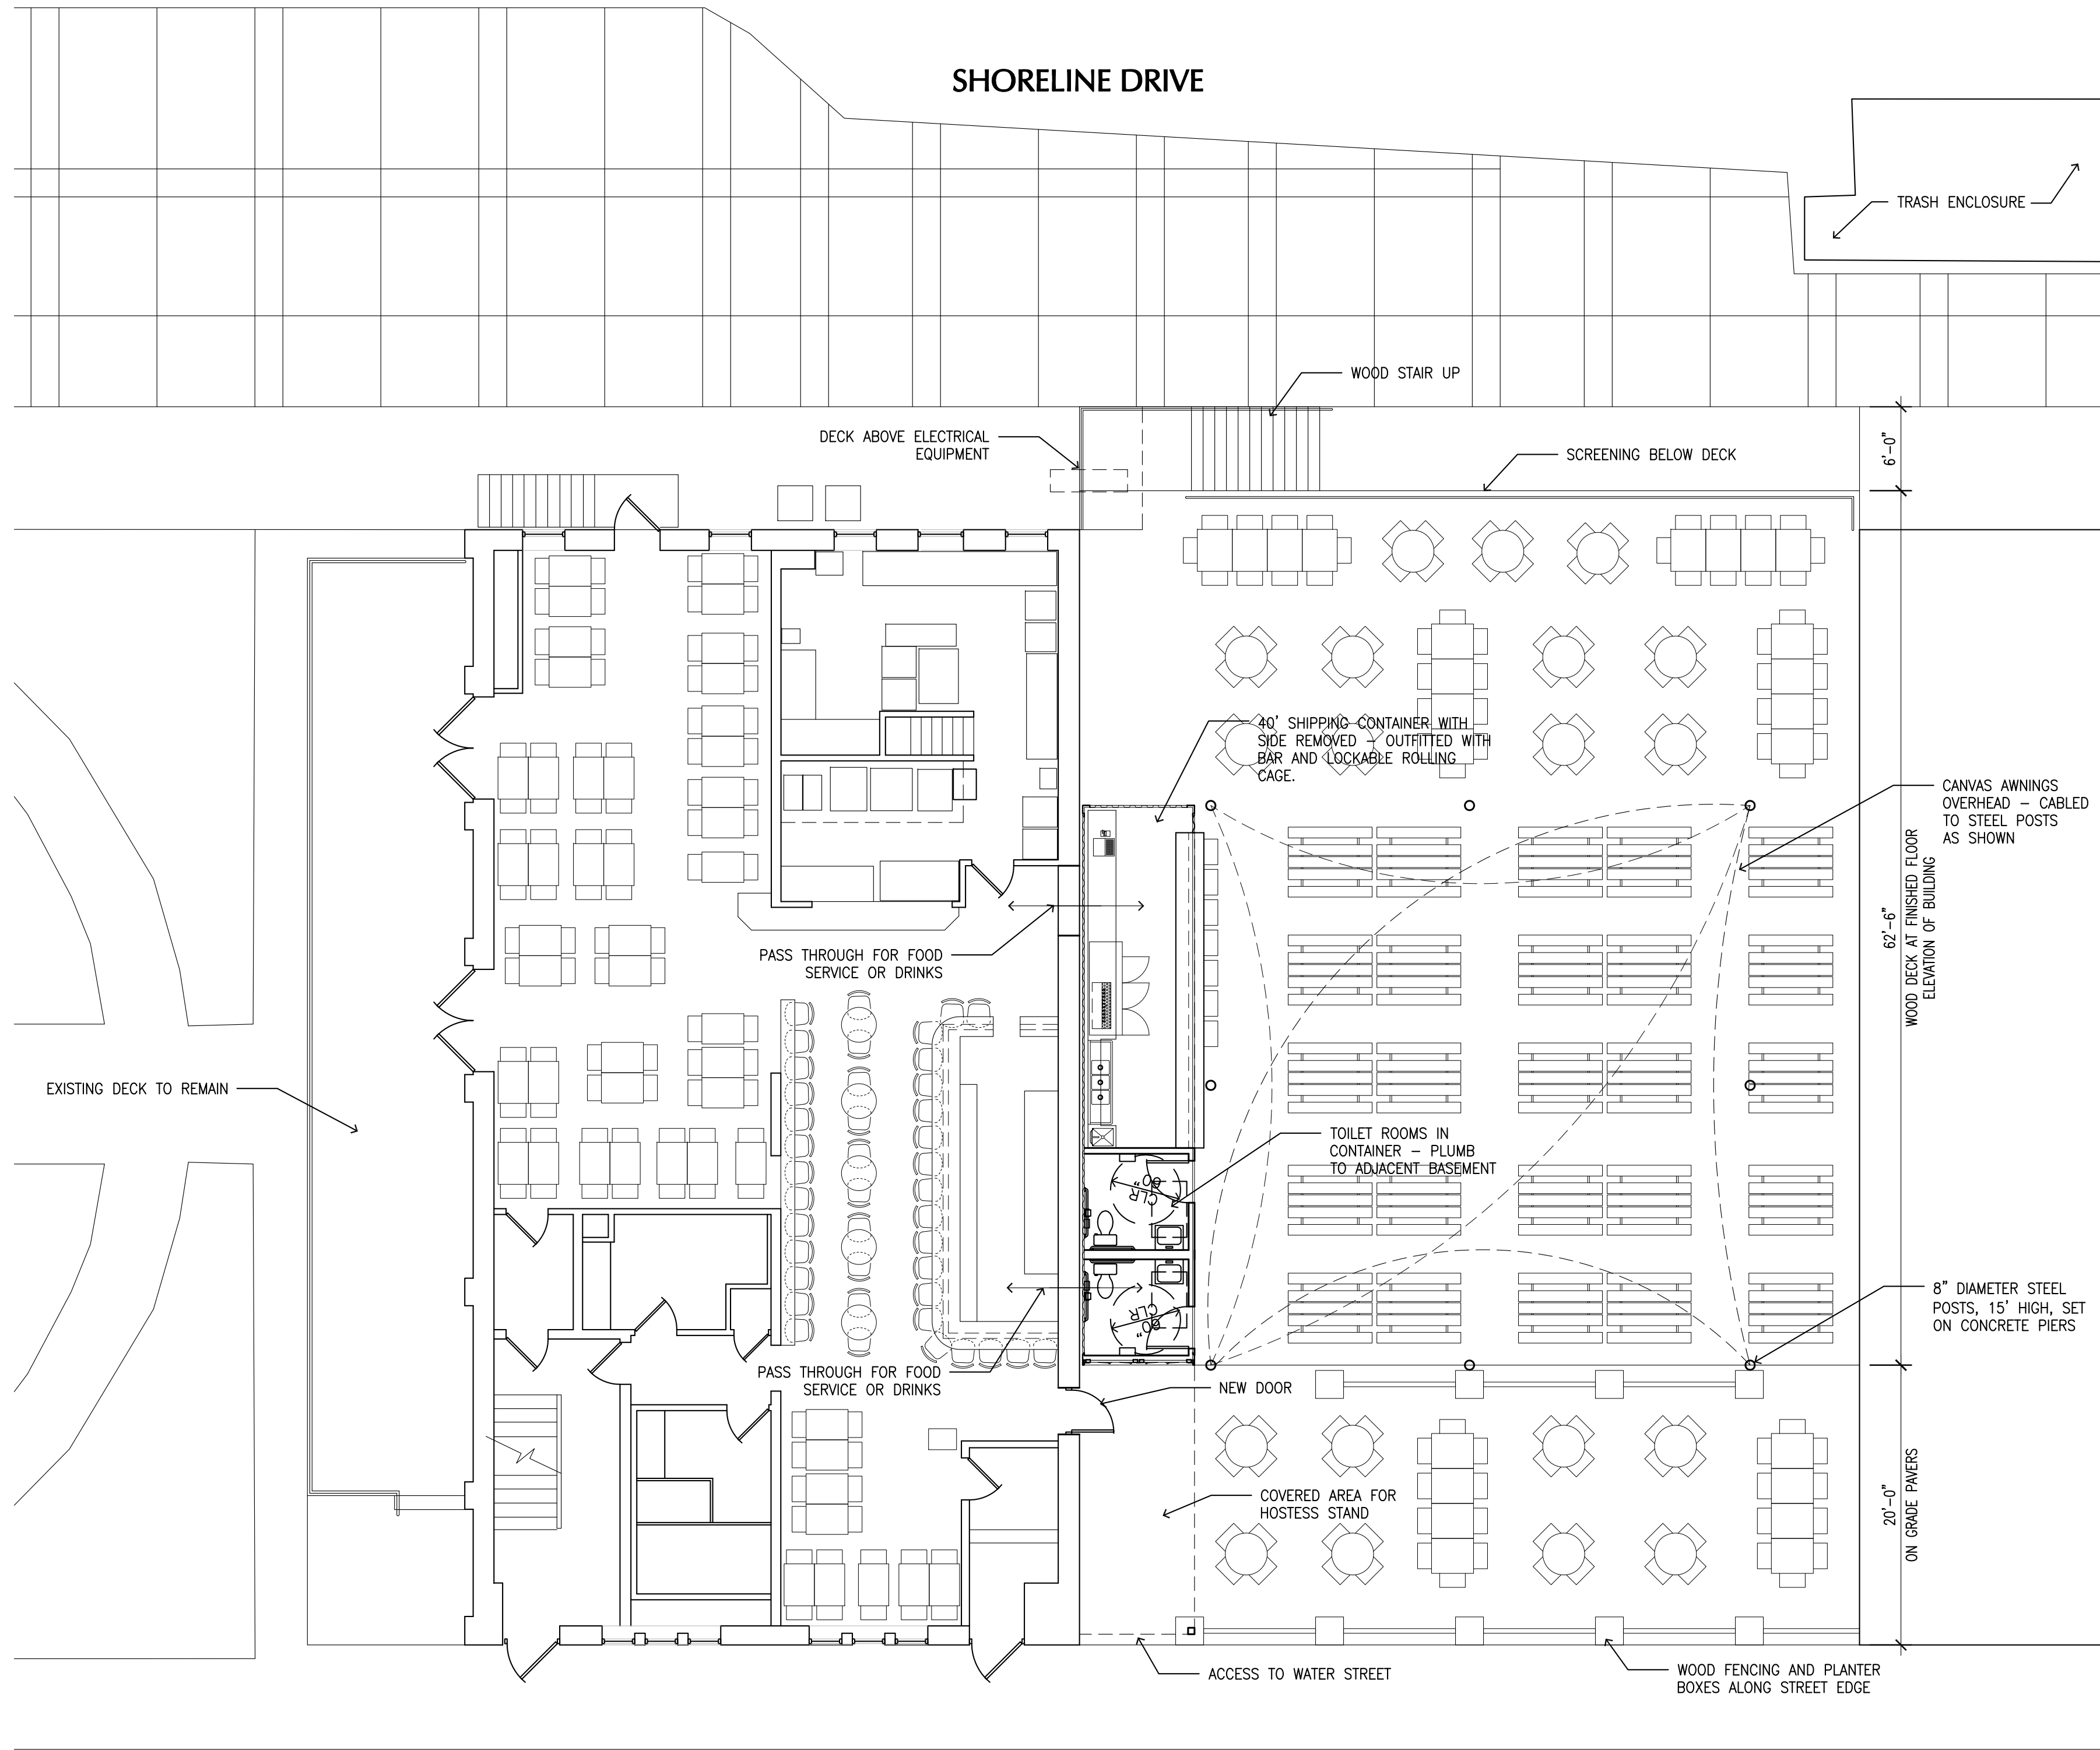 SHORELINE DRIVE
TRASH ENCLOSURE
WOOD STAIR UP
DECK ABOVE ELECTRICAL
EQUIPMENT
SCREENING BELOW DECK
6'-0"
40' SHIPPING CONTAINER WITH
SIDE REMOVED – OUTFITTED WITH
BAR AND LOCKABLE ROLLING
CAGE.
CANVAS AWNINGS
OVERHEAD – CABLED
TO STEEL POSTS
AS SHOWN
62'-6"
WOOD DECK AT FINISHED FLOOR
ELEVATION OF BUILDING
PASS THROUGH FOR FOOD
SERVICE OR DRINKS
EXISTING DECK TO REMAIN
TOILET ROOMS IN
CONTAINER – PLUMB
TO ADJACENT BASEMENT
60"
CLR
60"
CLR
8" DIAMETER STEEL
POSTS, 15' HIGH, SET
ON CONCRETE PIERS
PASS THROUGH FOR FOOD
SERVICE OR DRINKS
NEW DOOR
COVERED AREA FOR
HOSTESS STAND
20'-0"
ON GRADE PAVERS
ACCESS TO WATER STREET
WOOD FENCING AND PLANTER
BOXES ALONG STREET EDGE